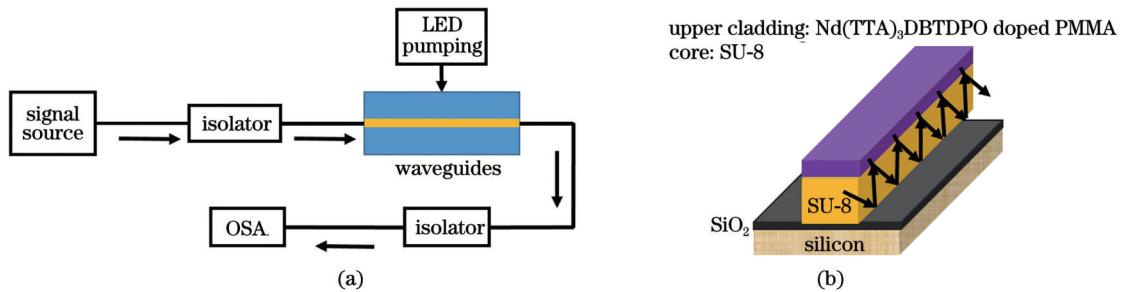 LED
pumping
signal
source
isolator
waveguides
OSA.
isolator
(a)
upper cladding: Nd(TTA)₃DBTDPO doped PMMA
core: SU-8
SU-8
SiO₂
silicon
(b)